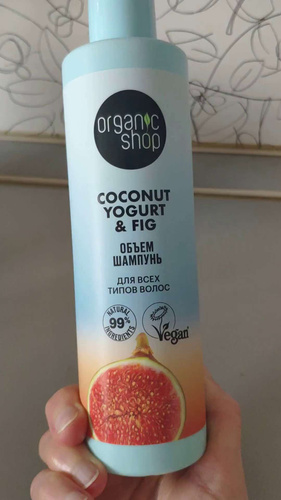 organic
shop
COCONUT
YOGURT
& FIG
ОБЪЕМ
ШАМПУНЬ
ДЛЯ ВСЕХ
ТИПОВ ВОЛОС
NATURAL
99%
INGREDIENTS
Vegan